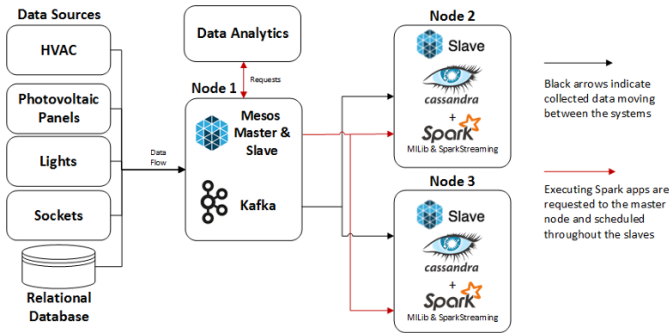 Data Sources
HVAC
Photovoltaic
Panels
Lights
Sockets
Relational
Database
Data
Flow
Data Analytics
Requests
Node 1
Mesos
Master &
Slave
Kafka
Node 2
Slave
cassandra
+
Spark
MlLib & SparkStreaming
Node 3
Slave
cassandra
+
Spark
MlLib & SparkStreaming
Black arrows indicate
collected data moving
between the systems
Executing Spark apps are
requested to the master
node and scheduled
throughout the slaves